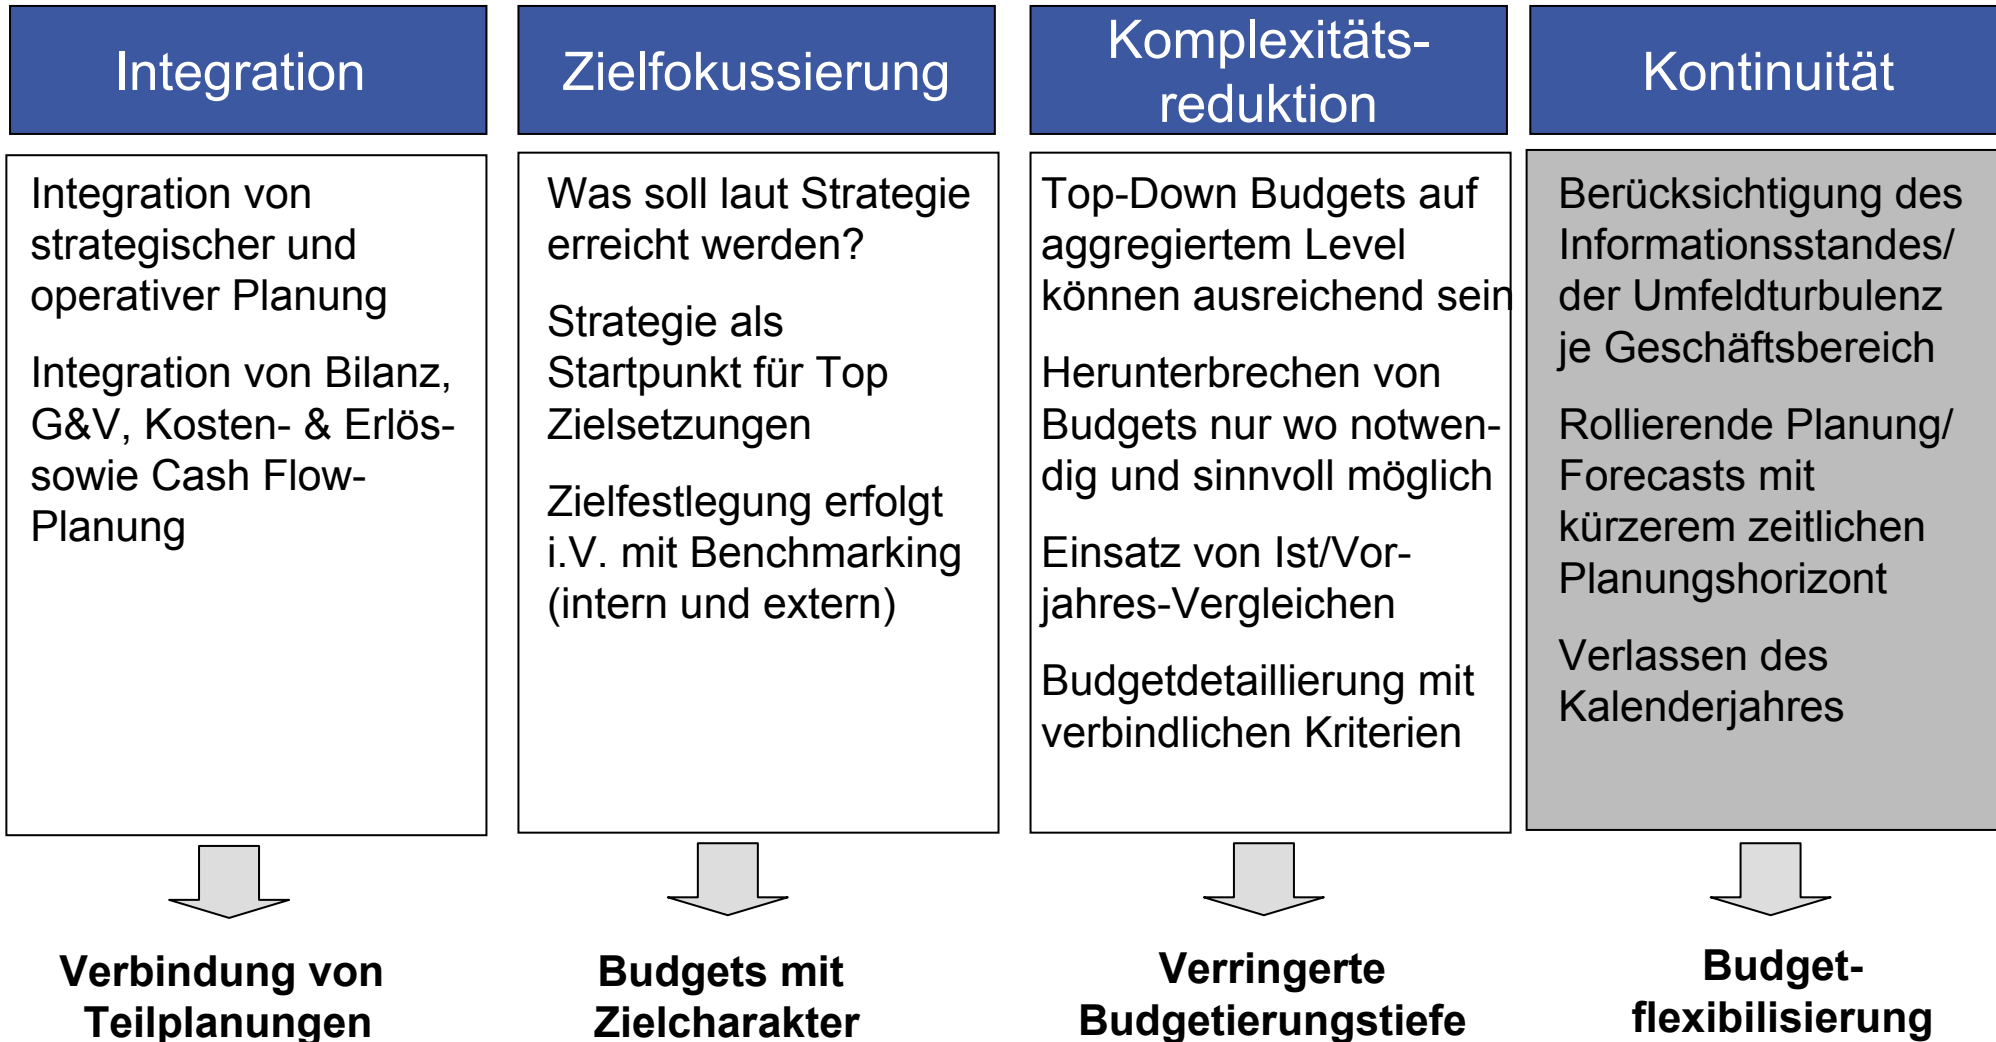 Integration
Integration von
strategischer und
operativer Planung
Integration von Bilanz,
G&V, Kosten- & Erlös-
sowie Cash Flow-
Planung
Verbindung von
Teilplanungen
Zielfokussierung
Was soll laut Strategie
erreicht werden?
Strategie als
Startpunkt für Top
Zielsetzungen
Zielfestlegung erfolgt
i.V. mit Benchmarking
(intern und extern)
Budgets mit
Zielcharakter
Komplexitäts-
reduktion
Top-Down Budgets auf
aggregiertem Level
können ausreichend sein
Herunterbrechen von
Budgets nur wo notwen-
dig und sinnvoll möglich
Einsatz von Ist/Vor-
jahres-Vergleichen
Budgetdetaillierung mit
verbindlichen Kriterien
Verringerte
Budgetierungstiefe
Kontinuität
Berücksichtigung des
Informationsstandes/
der Umfeldturbulenz
je Geschäftsbereich
Rollierende Planung/
Forecasts mit
kürzerem zeitlichen
Planungshorizont
Verlassen des
Kalenderjahres
Budget-
flexibilisierung